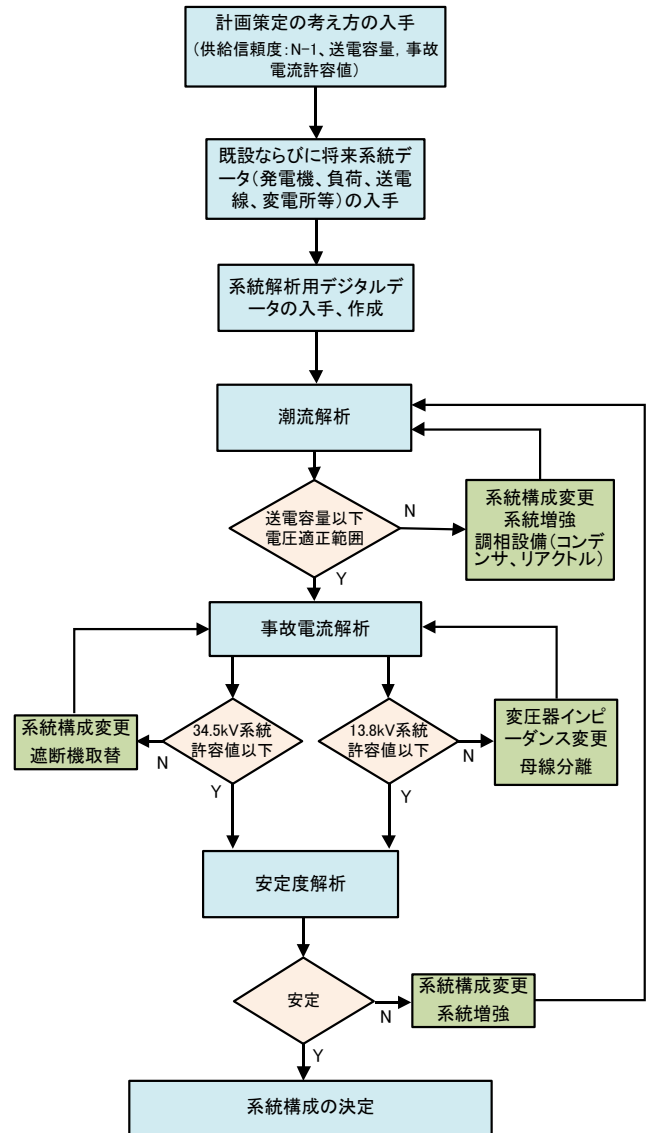 計画策定の考え方の入手
(供給信頼度:N-1、送電容量, 事故
電流許容値)
既設ならびに将来系統デー
タ(発電機、負荷、送電
線、変電所等)の入手
系統解析用デジタルデ
ータの入手、作成
潮流解析
送電容量以下
電圧適正範囲
N
系統構成変更
系統増強
調相設備(コンデ
ンサ、リアクトル)
Y
事故電流解析
系統構成変更
遮断機取替
N
34.5kV系統
許容値以下
Y
13.8kV系統
許容値以下
N
変圧器インピ
ーダンス変更
母線分離
Y
安定度解析
安定
N
系統構成変更
系統増強
Y
系統構成の決定